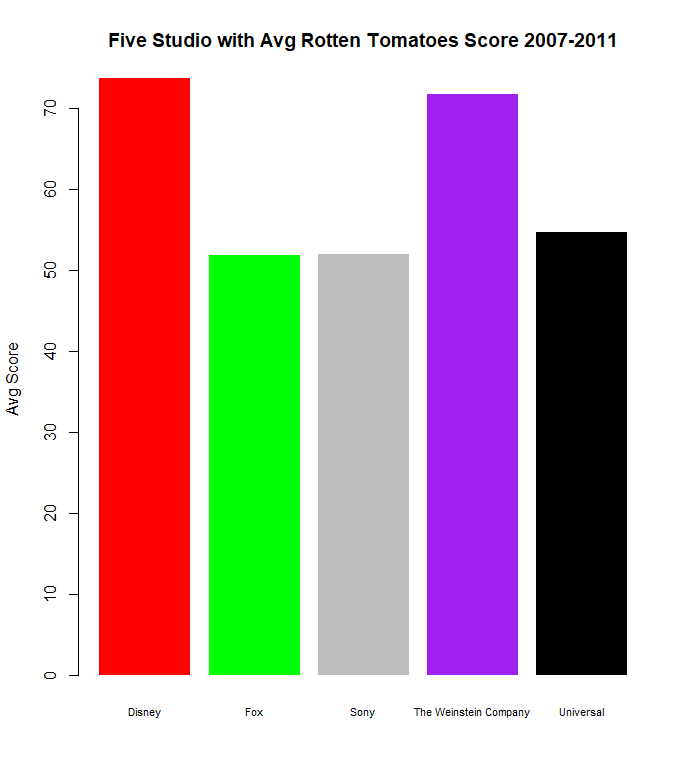 Five Studio with Avg Rotten Tomatoes Score 2007-2011
Avg Score
70
60
50
40
30
20
10
0
Disney Fox Sony The Weinstein Company Universal